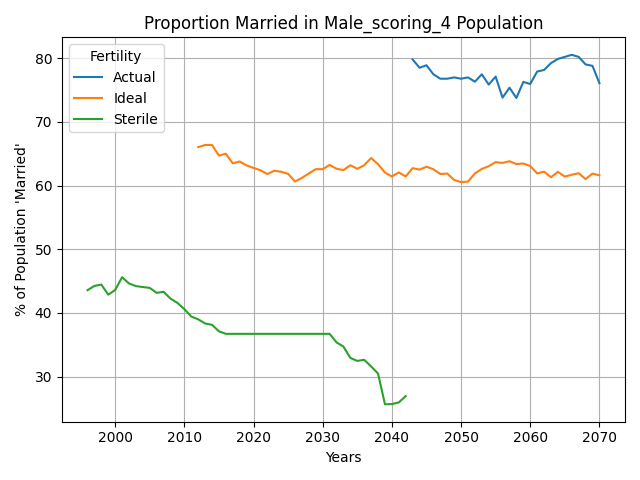 Proportion Married in Male_scoring_4 Population
Fertility
Actual
Ideal
Sterile
% of Population 'Married'
80
70
60
50
40
30
2000 2010 2020 2030 2040 2050 2060 2070
Years